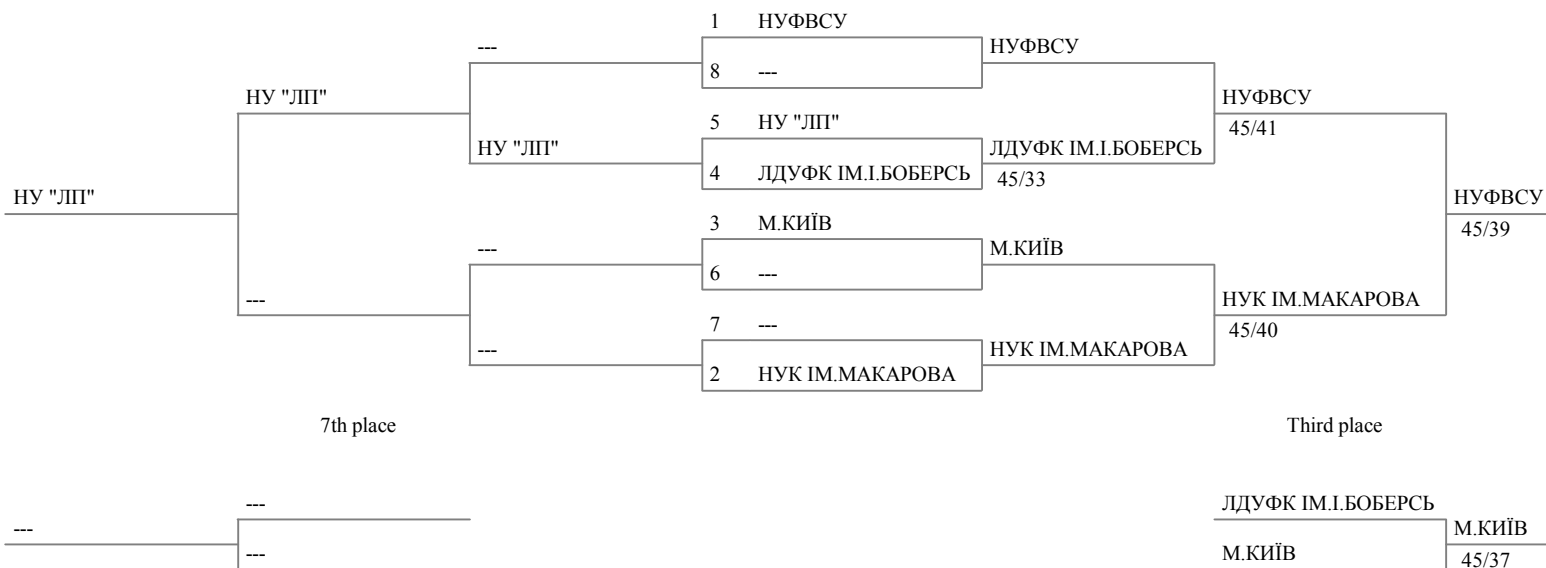 1 НУФВСУ
--- НУФВСУ
8 ---
НУ "ЛП" НУФВСУ
5 НУ "ЛП" 45/41
НУ "ЛП" ЛДУФК ІМ.І.БОБЕРСЬ
4 ЛДУФК ІМ.І.БОБЕРСЬ 45/33
НУ "ЛП" НУФВСУ
3 М.КИЇВ 45/39
--- М.КИЇВ
6 ---
--- НУК ІМ.МАКАРОВА
7 --- 45/40
--- НУК ІМ.МАКАРОВА
2 НУК ІМ.МАКАРОВА
7th place Third place
--- ЛДУФК ІМ.І.БОБЕРСЬ
--- М.КИЇВ
--- М.КИЇВ 45/37